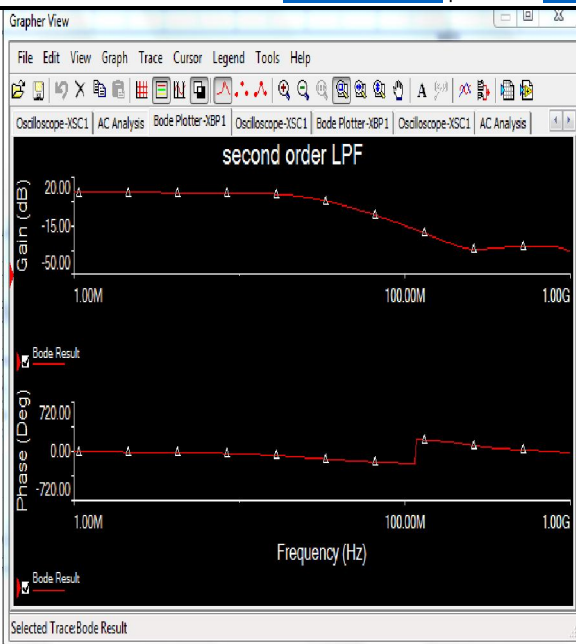 Grapher View
File Edit View Graph Trace Cursor Legend Tools Help
A
Oscilloscope-XSC1 AC Analysis Bode Plotter-XBP1 Oscilloscope-XSC1 Bode Plotter-XBP1 Oscilloscope-XSC1 AC Analysis
second order LPF
Gain (dB)
20.00
-15.00
-50.00
1.00M 100.00M 1.00G
Bode Result
Phase (Deg)
720.00
0.00
-720.00
1.00M 100.00M 1.00G
Frequency (Hz)
Bode Result
Selected Trace:Bode Result